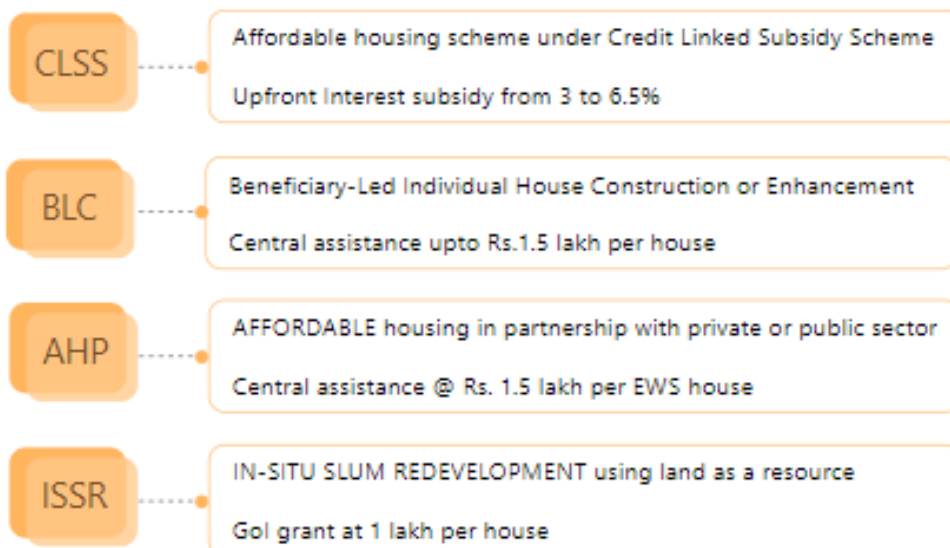 CLSS
Affordable housing scheme under Credit Linked Subsidy Scheme
Upfront Interest subsidy from 3 to 6.5%
BLC
Beneficiary-Led Individual House Construction or Enhancement
Central assistance upto Rs.1.5 lakh per house
AHP
AFFORDABLE housing in partnership with private or public sector
Central assistance @ Rs. 1.5 lakh per EWS house
ISSR
IN-SITU SLUM REDEVELOPMENT using land as a resource
GoI grant at 1 lakh per house